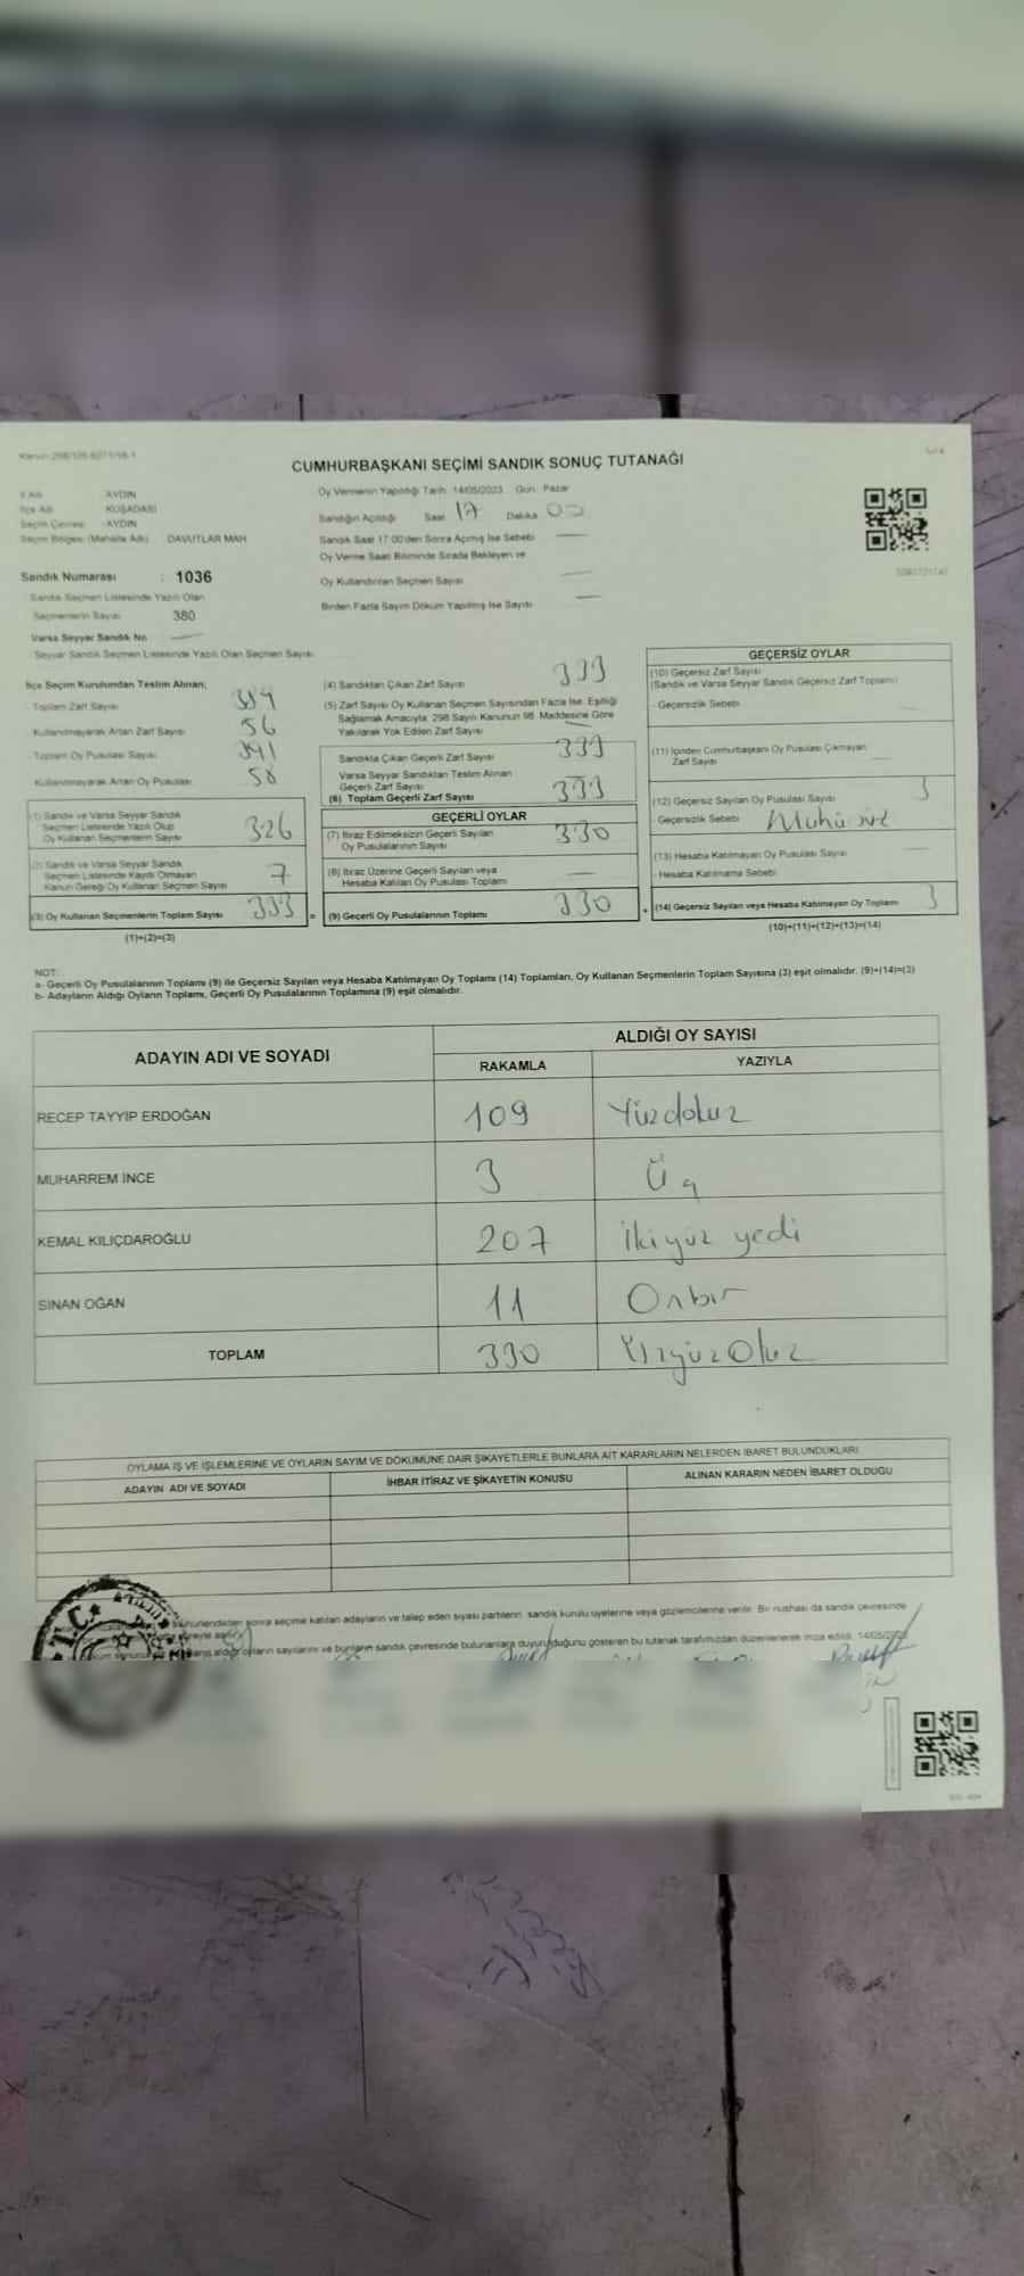 CUMHURBAŞKANI SEÇİMİ SANDIK SONUÇ TUTANAĞI
İl Adı AYDIN
İlçe Adı KUŞADASI
Seçim Çevresi AYDIN
Seçim Bölgesi (Mahalle Adı) DAVUTLAR MAH
Sandık Numarası : 1036
Sandık Seçmen Listesinde Yazılı Olan
Seçmenlerin Sayısı 380
Varsa Seyyar Sandık No
Seyyar Sandık Seçmen Listesinde Yazılı Olan Seçmen Sayısı
Oy Vermenin Yapıldığı Tarih 14/05/2023 Gün Pazar
Sandığın Açıldığı Saat 17 Dakika 00
Sandık Saat 17:00'den Sonra Açılmış İse Sebebi
Oy Verme Saati Bitiminde Sırada Bekleyen ve
Oy Kullandırılan Seçmen Sayısı
Birden Fazla Sayım Döküm Yapılmış İse Sayısı
İlçe Seçim Kurulundan Teslim Alınan;
Toplam Zarf Sayısı
Kullanılmayarak Artan Zarf Sayısı 56
Toplam Oy Pusulası Sayısı 391
Kullanılmayarak Artan Oy Pusulası 58
(1) Sandık ve Varsa Seyyar Sandık
Seçmen Listesinde Yazılı Olup
Oy Kullanan Seçmenlerin Sayısı 326
(2) Sandık ve Varsa Seyyar Sandık
Seçmen Listesinde Kayıtlı Olmayan
Kanun Gereği Oy Kullanan Seçmen Sayısı 7
(3) Oy Kullanan Seçmenlerin Toplam Sayısı 333
(1)+(2)=(3)
(4) Sandıktan Çıkan Zarf Sayısı 333
(5) Zarf Sayısı Oy Kullanan Seçmen Sayısından Fazla İse; Eşitliği
Sağlamak Amacıyla; 298 Sayılı Kanunun 98. Maddesine Göre
Yakılarak Yok Edilen Zarf Sayısı
Sandıkta Çıkan Geçerli Zarf Sayısı 333
Varsa Seyyar Sandıktan Teslim Alınan
Geçerli Zarf Sayısı
(6) Toplam Geçerli Zarf Sayısı 333
GEÇERLİ OYLAR
(7) İtiraz Edilmeksizin Geçerli Sayılan
Oy Pusulalarının Sayısı 330
(8) İtiraz Üzerine Geçerli Sayılan veya
Hesaba Katılan Oy Pusulası Toplamı
= (9) Geçerli Oy Pusulalarının Toplamı 330
GEÇERSİZ OYLAR
(10) Geçersiz Zarf Sayısı
(Sandık ve Varsa Seyyar Sandık Geçersiz Zarf Toplamı)
Geçersizlik Sebebi
(11) İçinden Cumhurbaşkanı Oy Pusulası Çıkmayan
Zarf Sayısı
(12) Geçersiz Sayılan Oy Pusulası Sayısı 3
Geçersizlik Sebebi
(13) Hesaba Katılmayan Oy Pusulası Sayısı
Hesaba Katılmama Sebebi
+ (14) Geçersiz Sayılan veya Hesaba Katılmayan Oy Toplamı 3
(10)+(11)+(12)+(13)=(14)
NOT:
a- Geçerli Oy Pusulalarının Toplamı (9) ile Geçersiz Sayılan veya Hesaba Katılmayan Oy Toplamı (14) Toplamları, Oy Kullanan Seçmenlerin Toplam Sayısına (3) eşit olmalıdır. (9)+(14)=(3)
b- Adayların Aldığı Oyların Toplamı, Geçerli Oy Pusulalarının Toplamına (9) eşit olmalıdır.
ADAYIN ADI VE SOYADI ALDIĞI OY SAYISI
RAKAMLA YAZIYLA
RECEP TAYYİP ERDOĞAN 109 Yüzdokuz
MUHARREM İNCE 3 Üç
KEMAL KILIÇDAROĞLU 207 İkiyüz yedi
SİNAN OĞAN 11 Onbir
TOPLAM 330 Üçyüzotuz
OYLAMA İŞ VE İŞLEMLERİNE VE OYLARIN SAYIM VE DÖKÜMÜNE DAİR ŞİKAYETLERLE BUNLARA AİT KARARLARIN NELERDEN İBARET BULUNDUKLARI
ADAYIN ADI VE SOYADI İHBAR İTİRAZ VE ŞİKAYETİN KONUSU ALINAN KARARIN NEDEN İBARET OLDUĞU
sonra seçime katılan adayların ve talep eden siyasi partilerin sandık kurulu üyelerine veya gözlemcilerine verilir. Bir nüshası da sandık çevresinde
oyların sayılarını ve bunların sandık çevresinde bulunanlara duyurulduğunu gösteren bu tutanak tarafımızdan düzenlenerek imza edildi.
T.C.